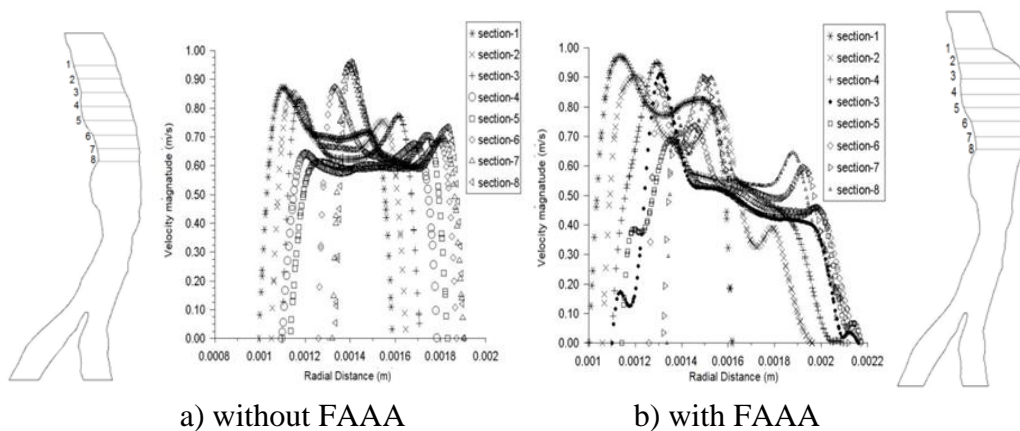 1
2
3
4
5
6
7
8
1.00
0.90
0.80
0.70
0.60
0.50
0.40
0.30
0.20
0.10
0.00
Velocity magnatude (m/s)
0.0008
0.001
0.0012
0.0014
0.0016
0.0018
0.002
Radial Distance (m)
section-1
section-2
section-3
section-4
section-5
section-6
section-7
section-8
1.00
0.90
0.80
0.70
0.60
0.50
0.40
0.30
0.20
0.10
0.00
Velocity magnitude (m/s)
0.001
0.0012
0.0014
0.0016
0.0018
0.002
0.0022
Radial Distance (m)
section-1
section-2
section-4
section-3
section-5
section-6
section-7
section-8
1
2
3
4
5
6
7
8
a) without FAAA
b) with FAAA